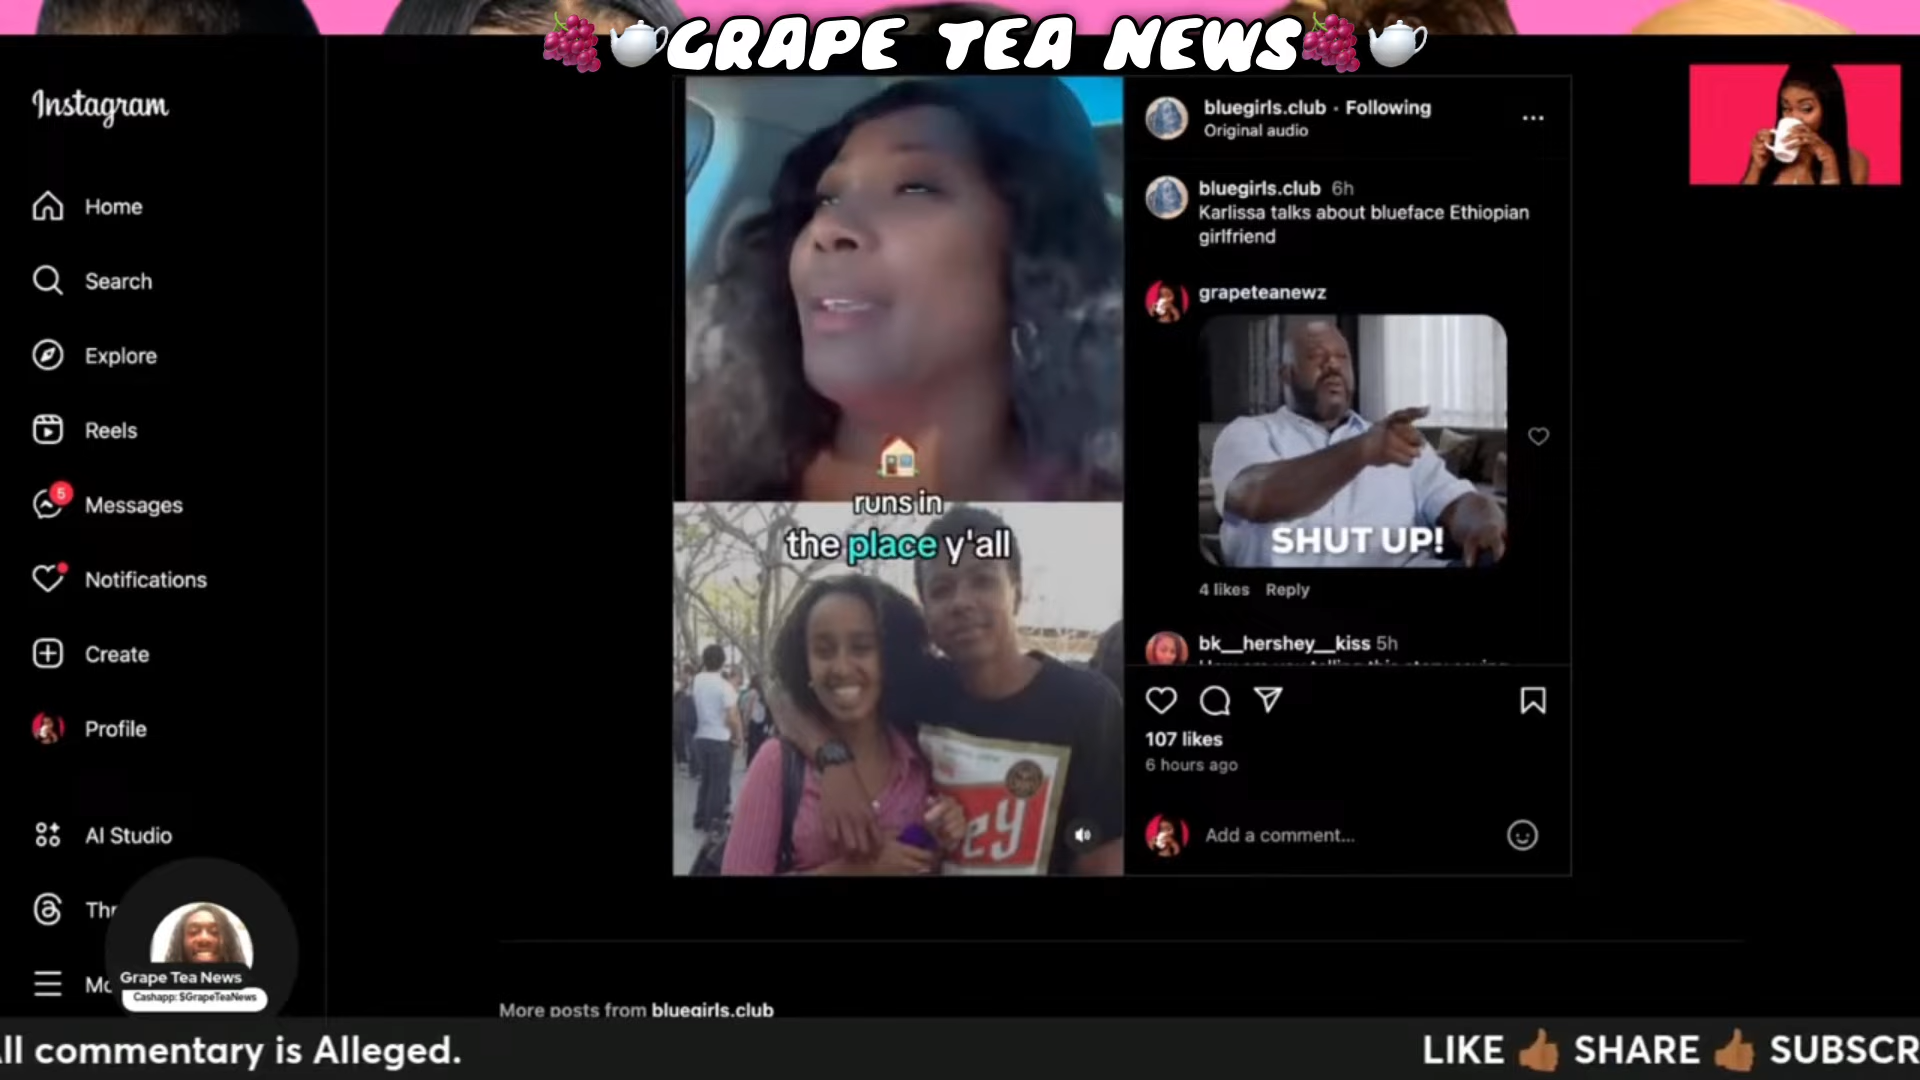 🍇🫖GRAPE TEA NEWS🍇🫖
Instagram
Home
Search
Explore
Reels
5
Messages
Notifications
Create
Profile
AI Studio
Grape Tea News
Cashapp: $GrapeTeaNews
runs in
the place y'all
ey
bluegirls.club · Following
Original audio
bluegirls.club 6h
Karlissa talks about blueface Ethiopian
girlfriend
grapeteanewz
SHUT UP!
4 likes Reply
bk__hershey__kiss 5h
107 likes
6 hours ago
Add a comment...
More posts from bluegirls.club
ll commentary is Alleged.
LIKE 👍🏾 SHARE 👍🏾 SUBSCR